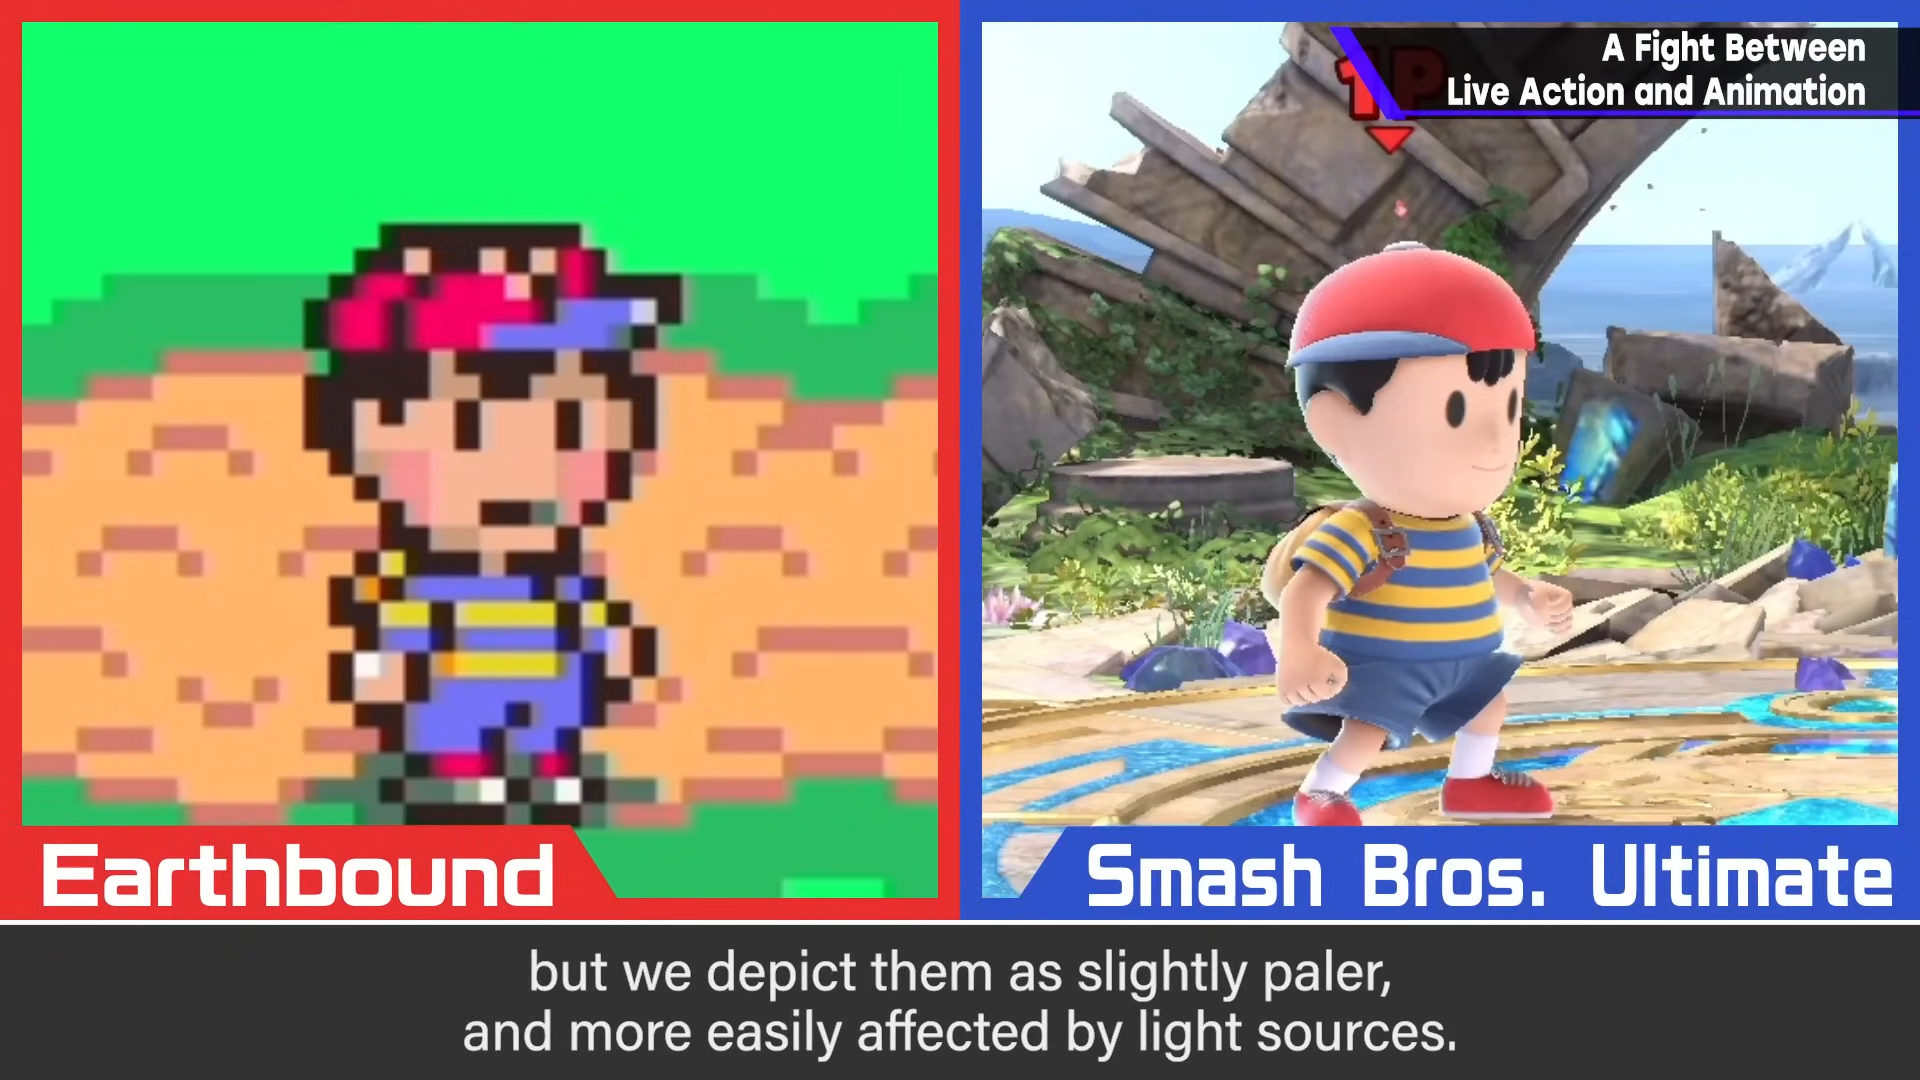 A Fight Between
Live Action and Animation
1P
Earthbound
Smash Bros. Ultimate
but we depict them as slightly paler,
and more easily affected by light sources.